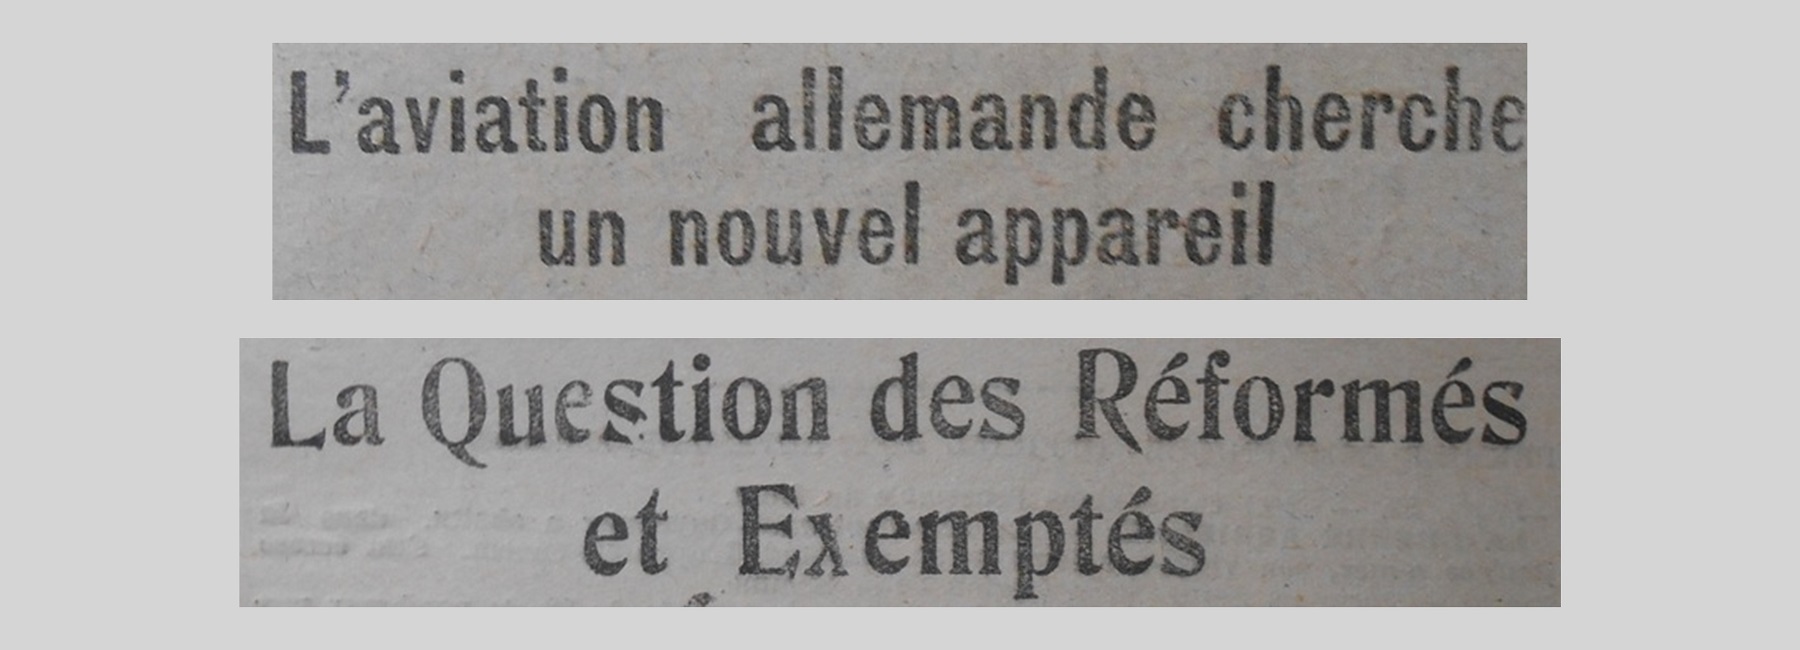 L'aviation allemande cherche
un nouvel appareil
La Question des Réformés
et Exemptés